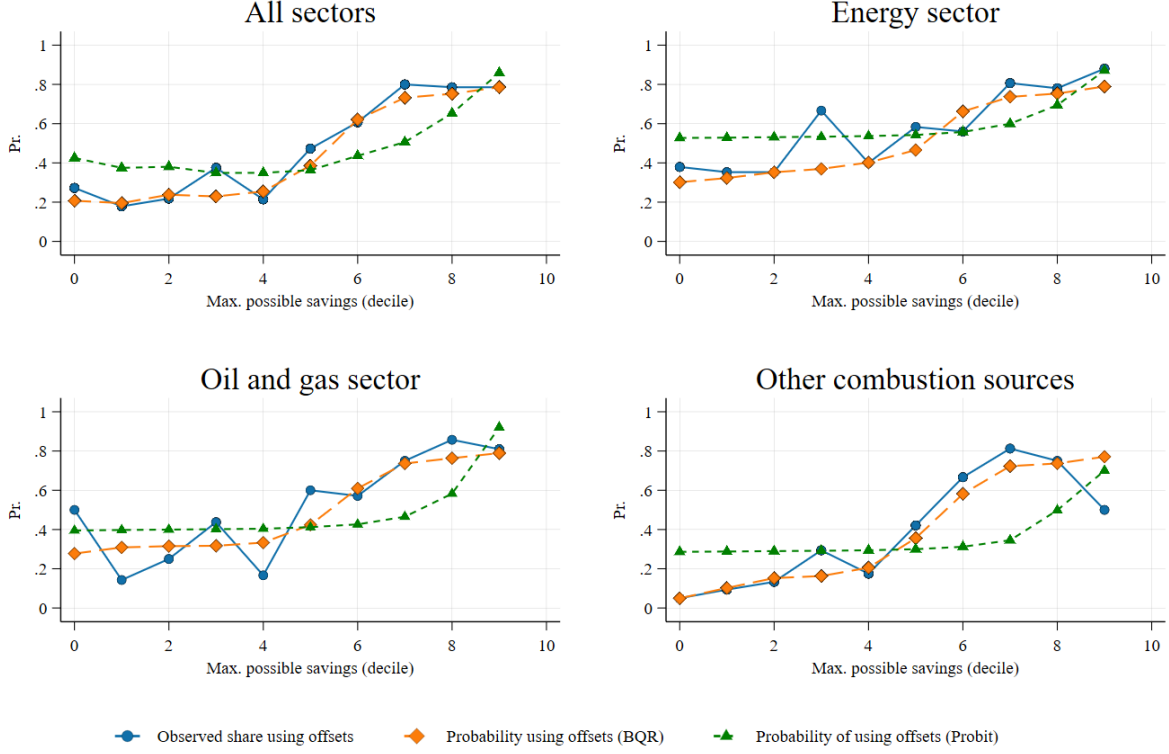 All sectors
Pr.
1
.8
.6
.4
.2
0
0 2 4 6 8 10
Max. possible savings (decile)
Energy sector
Pr.
1
.8
.6
.4
.2
0
0 2 4 6 8 10
Max. possible savings (decile)
Oil and gas sector
Pr.
1
.8
.6
.4
.2
0
0 2 4 6 8 10
Max. possible savings (decile)
Other combustion sources
Pr.
1
.8
.6
.4
.2
0
0 2 4 6 8 10
Max. possible savings (decile)
Observed share using offsets Probability using offsets (BQR) Probability of using offsets (Probit)